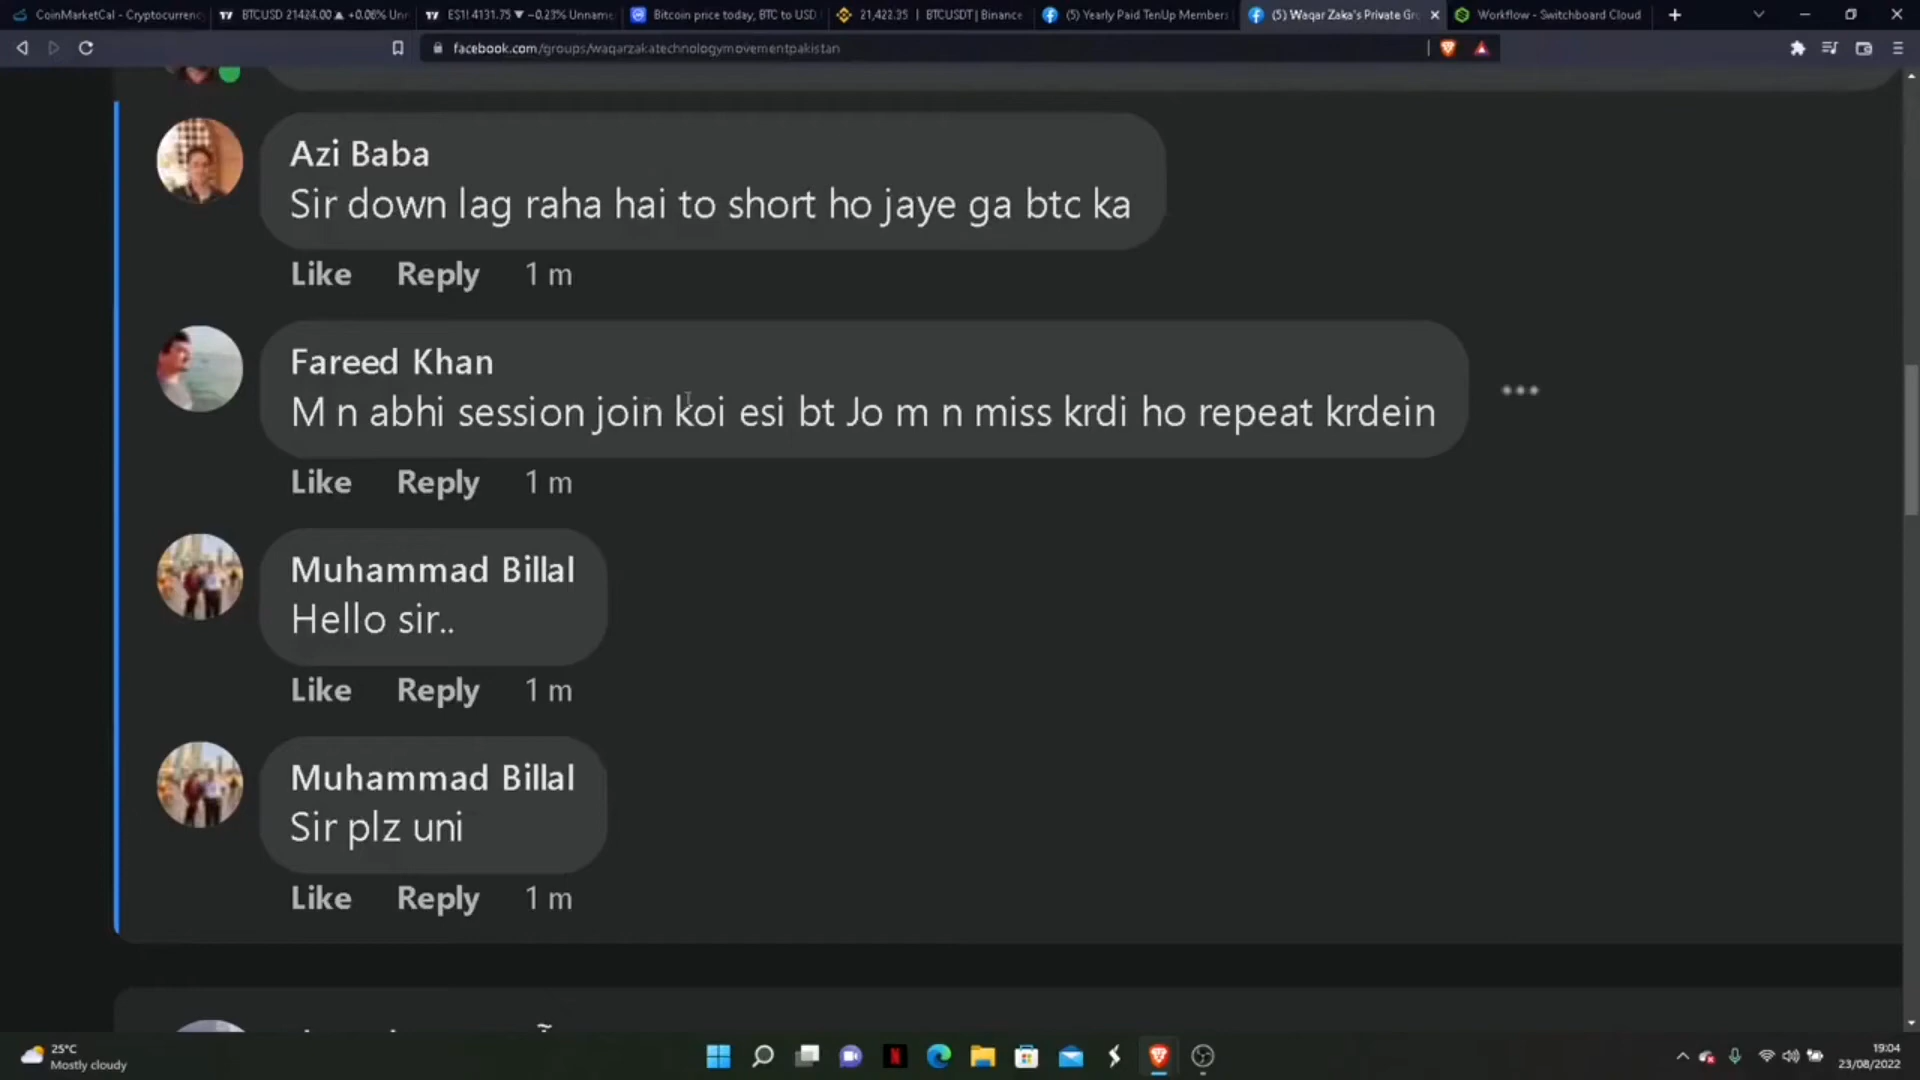 CoinMarketCal - Cryptocurrenc
BTCUSD 21424.00 ▲ +0.06% Unn
ES1! 4131.75 ▼ −0.23% Unname
Bitcoin price today, BTC to USD
21,422.35 | BTCUSDT | Binance
(5) Yearly Paid TenUp Members
(5) Waqar Zaka's Private Gr
Workflow - Switchboard Cloud
facebook.com/groups/waqarzakatechnologymovementpakistan
Azi Baba
Sir down lag raha hai to short ho jaye ga btc ka
Like Reply 1 m
Fareed Khan
M n abhi session join koi esi bt Jo m n miss krdi ho repeat krdein
Like Reply 1 m
Muhammad Billal
Hello sir..
Like Reply 1 m
Muhammad Billal
Sir plz uni
Like Reply 1 m
25°C
Mostly cloudy
19:04
23/08/2022